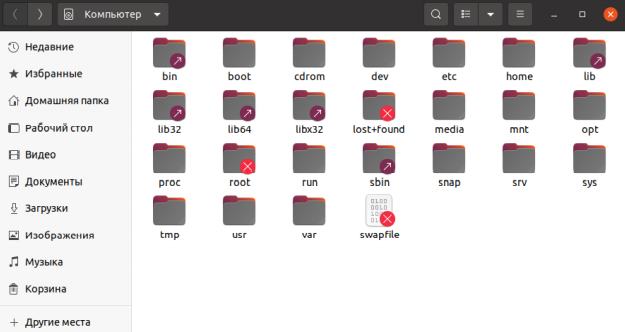 Компьютер
Недавние
Избранные
Домашняя папка
Рабочий стол
Видео
Документы
Загрузки
Изображения
Музыка
Корзина
+ Другие места
bin boot cdrom dev etc home lib
lib32 lib64 libx32 lost+found media mnt opt
proc root run sbin snap srv sys
tmp usr var swapfile